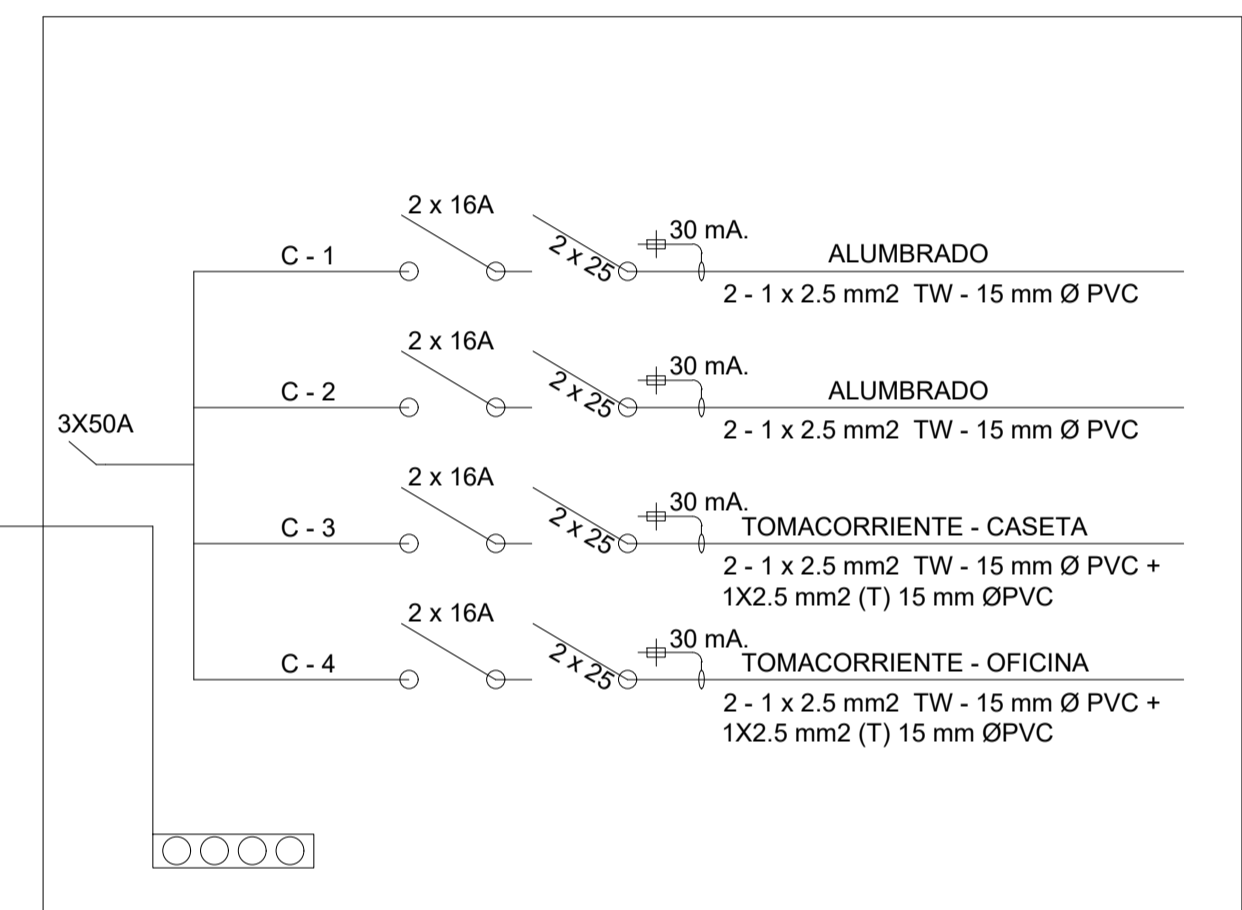 2 x 16A
2 x 25
30 mA.
C - 1
ALUMBRADO
2 - 1 x 2.5 mm2  TW - 15 mm Ø PVC
2 x 16A
2 x 25
30 mA.
C - 2
ALUMBRADO
2 - 1 x 2.5 mm2  TW - 15 mm Ø PVC
3X50A
2 x 16A
2 x 25
30 mA.
C - 3
TOMACORRIENTE - CASETA
2 - 1 x 2.5 mm2  TW - 15 mm Ø PVC +
1X2.5 mm2 (T) 15 mm ØPVC
2 x 16A
2 x 25
30 mA.
C - 4
TOMACORRIENTE - OFICINA
2 - 1 x 2.5 mm2  TW - 15 mm Ø PVC +
1X2.5 mm2 (T) 15 mm ØPVC